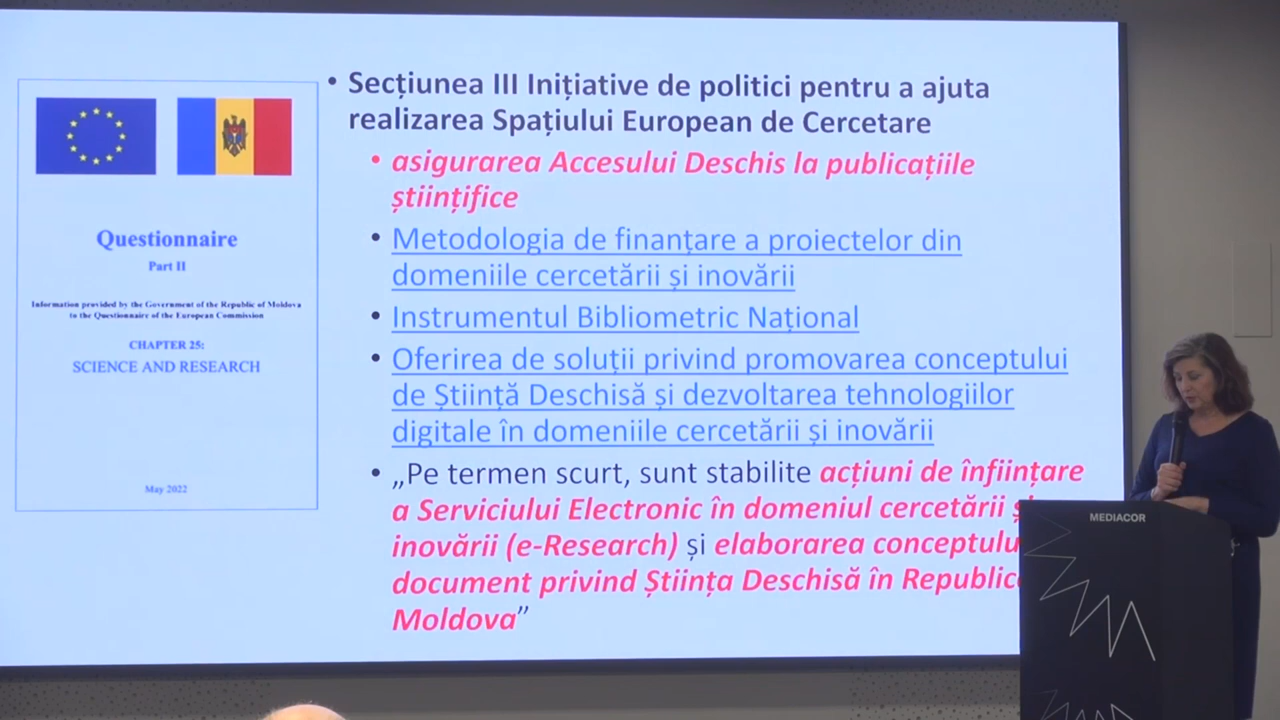 Questionnaire
Part II
Information provided by the Government of the Republic of Moldova
to the Questionnaire of the European Commission
CHAPTER 25:
SCIENCE AND RESEARCH
May 2022
• Secțiunea III Inițiative de politici pentru a ajuta
realizarea Spațiului European de Cercetare
• asigurarea Accesului Deschis la publicațiile
științifice
• Metodologia de finanțare a proiectelor din
domeniile cercetării și inovării
• Instrumentul Bibliometric Național
• Oferirea de soluții privind promovarea conceptului
de Știință Deschisă și dezvoltarea tehnologiilor
digitale în domeniile cercetării și inovării
• „Pe termen scurt, sunt stabilite acțiuni de înființare
a Serviciului Electronic în domeniul cercetării
inovării (e-Research) și elaborarea
document privind Știința Deschisă în
Moldova”
MEDIACOR